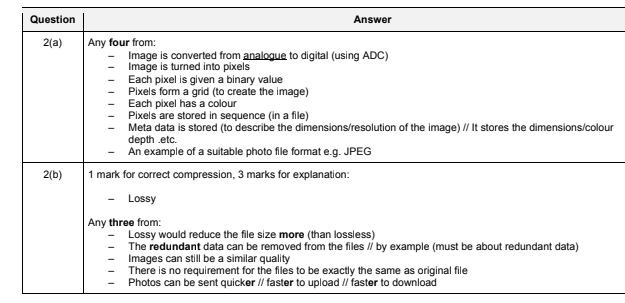 Question Answer
2(a) Any four from:
– Image is converted from analogue to digital (using ADC)
– Image is turned into pixels
– Each pixel is given a binary value
– Pixels form a grid (to create the image)
– Each pixel has a colour
– Pixels are stored in sequence (in a file)
– Meta data is stored (to describe the dimensions/resolution of the image) // It stores the dimensions/colour
depth .etc.
– An example of a suitable photo file format e.g. JPEG
2(b) 1 mark for correct compression, 3 marks for explanation:
– Lossy
Any three from:
– Lossy would reduce the file size more (than lossless)
– The redundant data can be removed from the files // by example (must be about redundant data)
– Images can still be a similar quality
– There is no requirement for the files to be exactly the same as original file
– Photos can be sent quicker // faster to upload // faster to download